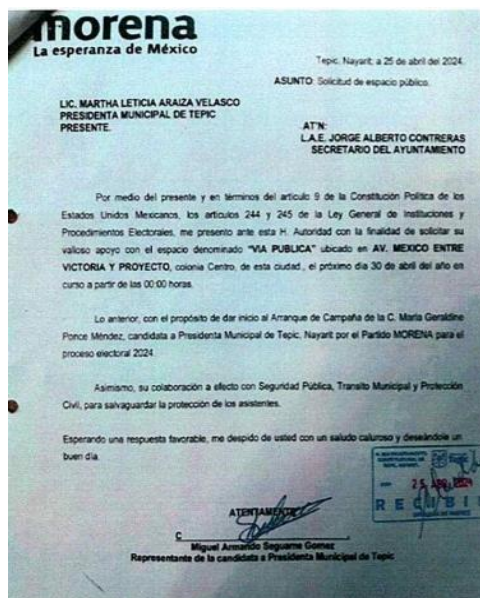 morena
La esperanza de México
Tepic, Nayarit; a 25 de abril del 2024.
ASUNTO: Solicitud de espacio público.
LIC. MARTHA LETICIA ARAIZA VELASCO
PRESIDENTA MUNICIPAL DE TEPIC
PRESENTE.
AT'N:
L.A.E. JORGE ALBERTO CONTRERAS
SECRETARIO DEL AYUNTAMIENTO
Por medio del presente y en términos del articulo 9 de la Constitución Política de los
Estados Unidos Mexicanos, los artículos 244 y 245 de la Ley General de Instituciones y
Procedimientos Electorales, me presento ante esta H. Autoridad con la finalidad de solicitar su
valioso apoyo con el espacio denominado "VIA PUBLICA" ubicado en AV. MEXICO ENTRE
VICTORIA Y PROYECTO, colonia Centro, de esta ciudad., el próximo día 30 de abril del año en
curso a partir de las 00:00 horas.
Lo anterior, con el propósito de dar inicio al Arranque de Campaña de la C. María Geraldine
Ponce Méndez, candidata a Presidenta Municipal de Tepic, Nayarit por el Partido MORENA para el
proceso electoral 2024.
Asimismo, su colaboración a efecto con Seguridad Pública, Transito Municipal y Protección
Civil, para salvaguardar la protección de los asistentes.
Esperando una respuesta favorable, me despido de usted con un saludo caluroso y deseándole un
buen día.
25 ABR 2024
RECIBI
ATENTAMENTE
C
Miguel Armando Seguame Gomez
Representante de la candidata a Presidenta Municipal de Tepic